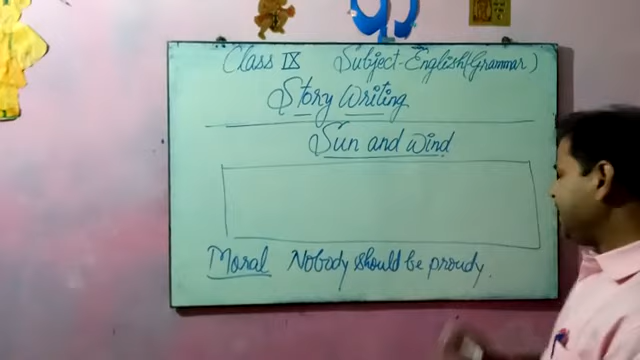 Class IX Subject-English(Grammar)
Story Writing
Sun and Wind
Moral Nobody should be proudy.